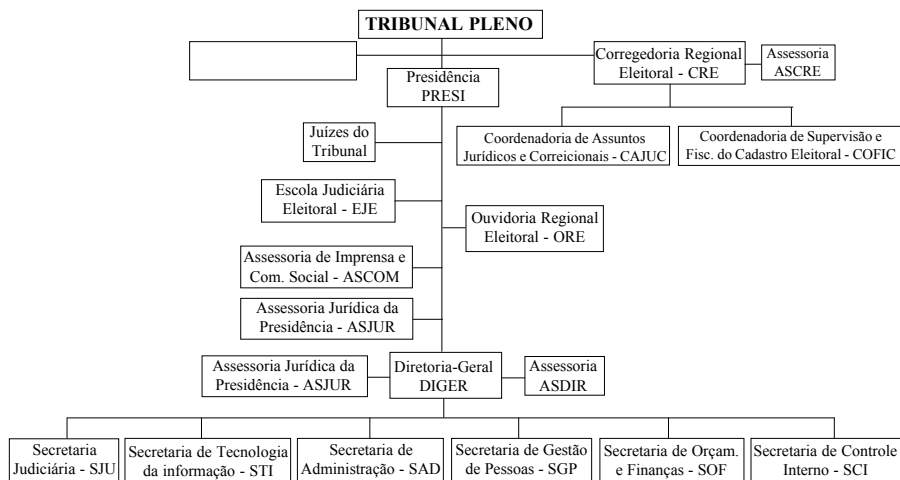 TRIBUNAL PLENO
Corregedoria Regional
Eleitoral - CRE
Assessoria
ASCRE
Presidência
PRESI
Juízes do
Tribunal
Coordenadoria de Assuntos
Jurídicos e Correicionais - CAJUC
Coordenadoria de Supervisão e
Fisc. do Cadastro Eleitoral - COFIC
Escola Judiciária
Eleitoral - EJE
Ouvidoria Regional
Eleitoral - ORE
Assessoria de Imprensa e
Com. Social - ASCOM
Assessoria Jurídica da
Presidência - ASJUR
Assessoria Jurídica da
Presidência - ASJUR
Diretoria-Geral
DIGER
Assessoria
ASDIR
Secretaria
Judiciária - SJU
Secretaria de Tecnologia
da informação - STI
Secretaria de
Administração - SAD
Secretaria de Gestão
de Pessoas - SGP
Secretaria de Orçam.
e Finanças - SOF
Secretaria de Controle
Interno - SCI